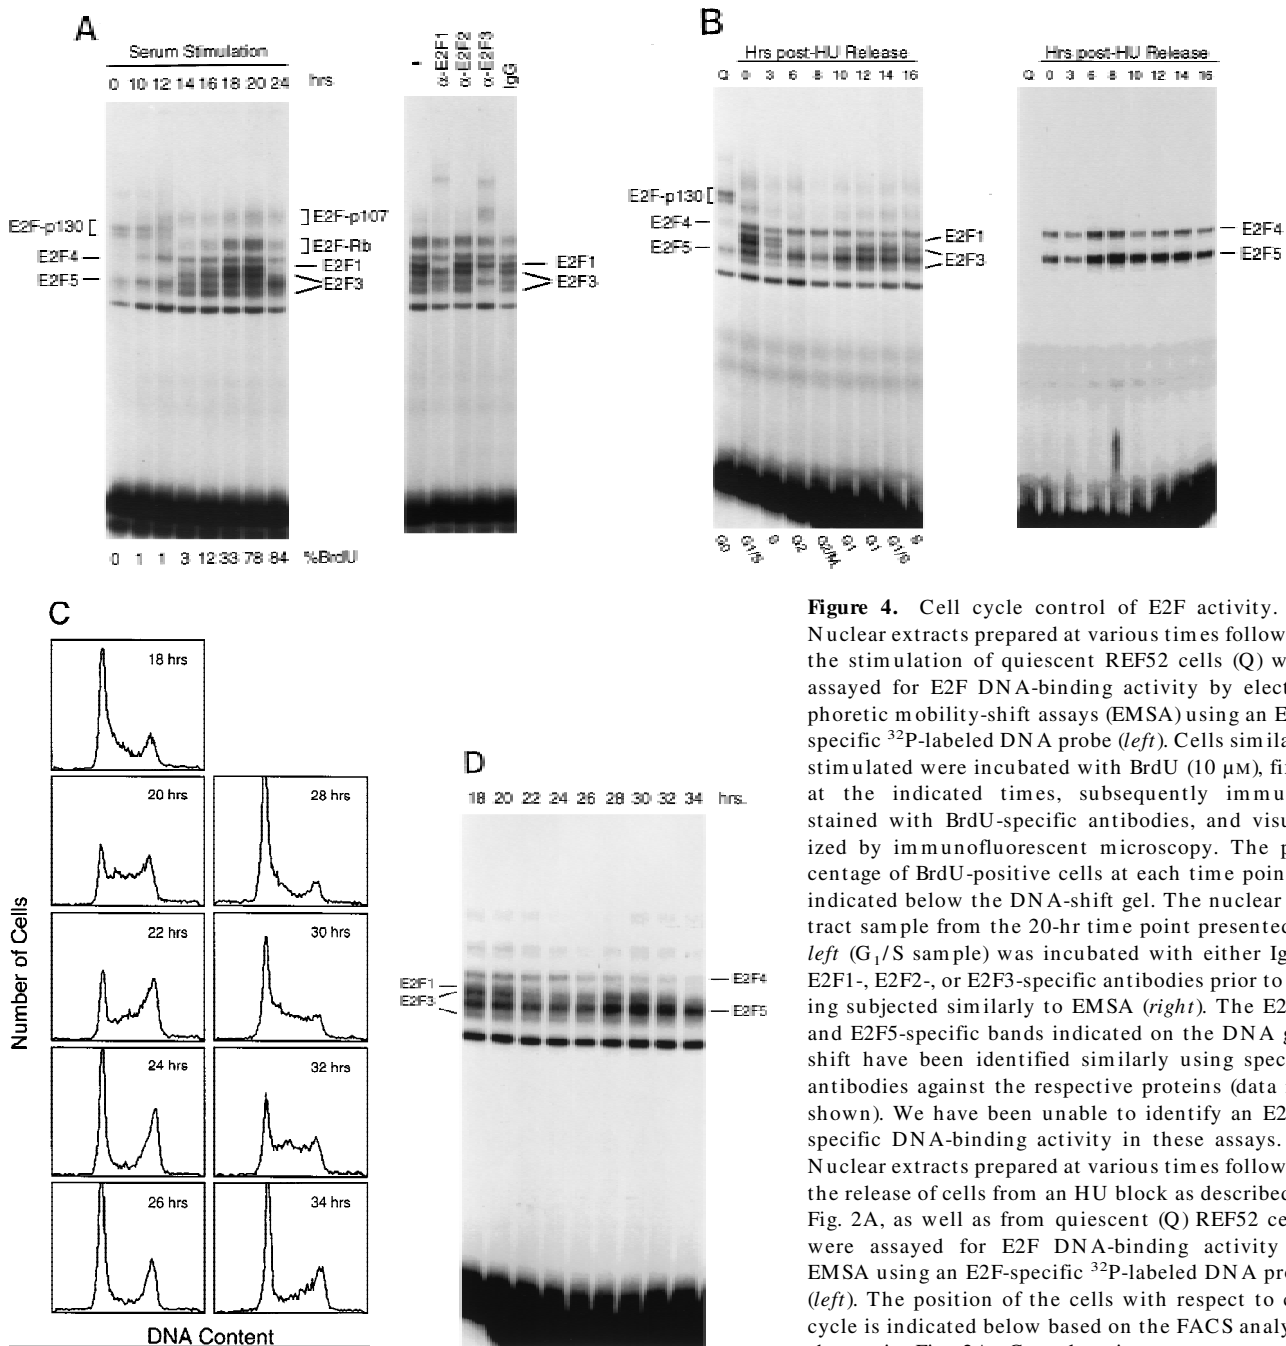 A
Serum Stimulation
0 10 12 14 16 18 20 24 hrs
E2F-p130
E2F4
E2F5
E2F-p107
E2F-Rb
E2F1
E2F3
0 1 1 3 12 33 78 84 %BrdU
- α-E2F1 α-E2F2 α-E2F3 IgG
E2F1
E2F3
B
Hrs post-HU Release
Q 0 3 6 8 10 12 14 16
E2F-p130
E2F4
E2F5
E2F1
E2F3
G0 G1/S S G2 G2/M G1 G1 G1/S S
Hrs post-HU Release
Q 0 3 6 8 10 12 14 16
E2F4
E2F5
C
Number of Cells
18 hrs
20 hrs
28 hrs
22 hrs
30 hrs
24 hrs
32 hrs
26 hrs
34 hrs
DNA Content
D
18 20 22 24 26 28 30 32 34 hrs.
E2F1
E2F3
E2F4
E2F5
Figure 4. Cell cycle control of E2F activity.
Nuclear extracts prepared at various times follow
the stimulation of quiescent REF52 cells (Q) w
assayed for E2F DNA-binding activity by elect
phoretic mobility-shift assays (EMSA) using an E
specific ³²P-labeled DNA probe (left). Cells simila
stimulated were incubated with BrdU (10 µM), fi
at the indicated times, subsequently immu
stained with BrdU-specific antibodies, and visu
ized by immunofluorescent microscopy. The p
centage of BrdU-positive cells at each time point
indicated below the DNA-shift gel. The nuclear
tract sample from the 20-hr time point presented
left (G₁/S sample) was incubated with either Ig
E2F1-, E2F2-, or E2F3-specific antibodies prior to
ing subjected similarly to EMSA (right). The E2
and E2F5-specific bands indicated on the DNA g
shift have been identified similarly using spec
antibodies against the respective proteins (data
shown). We have been unable to identify an E2
specific DNA-binding activity in these assays.
Nuclear extracts prepared at various times follow
the release of cells from an HU block as described
Fig. 2A, as well as from quiescent (Q) REF52 ce
were assayed for E2F DNA-binding activity
EMSA using an E2F-specific ³²P-labeled DNA pro
(left). The position of the cells with respect to
cycle is indicated below based on the FACS analy